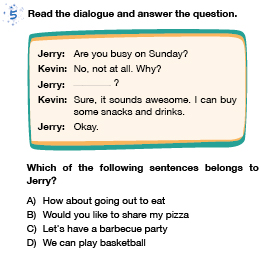 5 Read the dialogue and answer the question.
Jerry: Are you busy on Sunday?
Kevin: No, not at all. Why?
Jerry: ________ ?
Kevin: Sure, it sounds awesome. I can buy
some snacks and drinks.
Jerry: Okay.
Which of the following sentences belongs to
Jerry?
A) How about going out to eat
B) Would you like to share my pizza
C) Let's have a barbecue party
D) We can play basketball